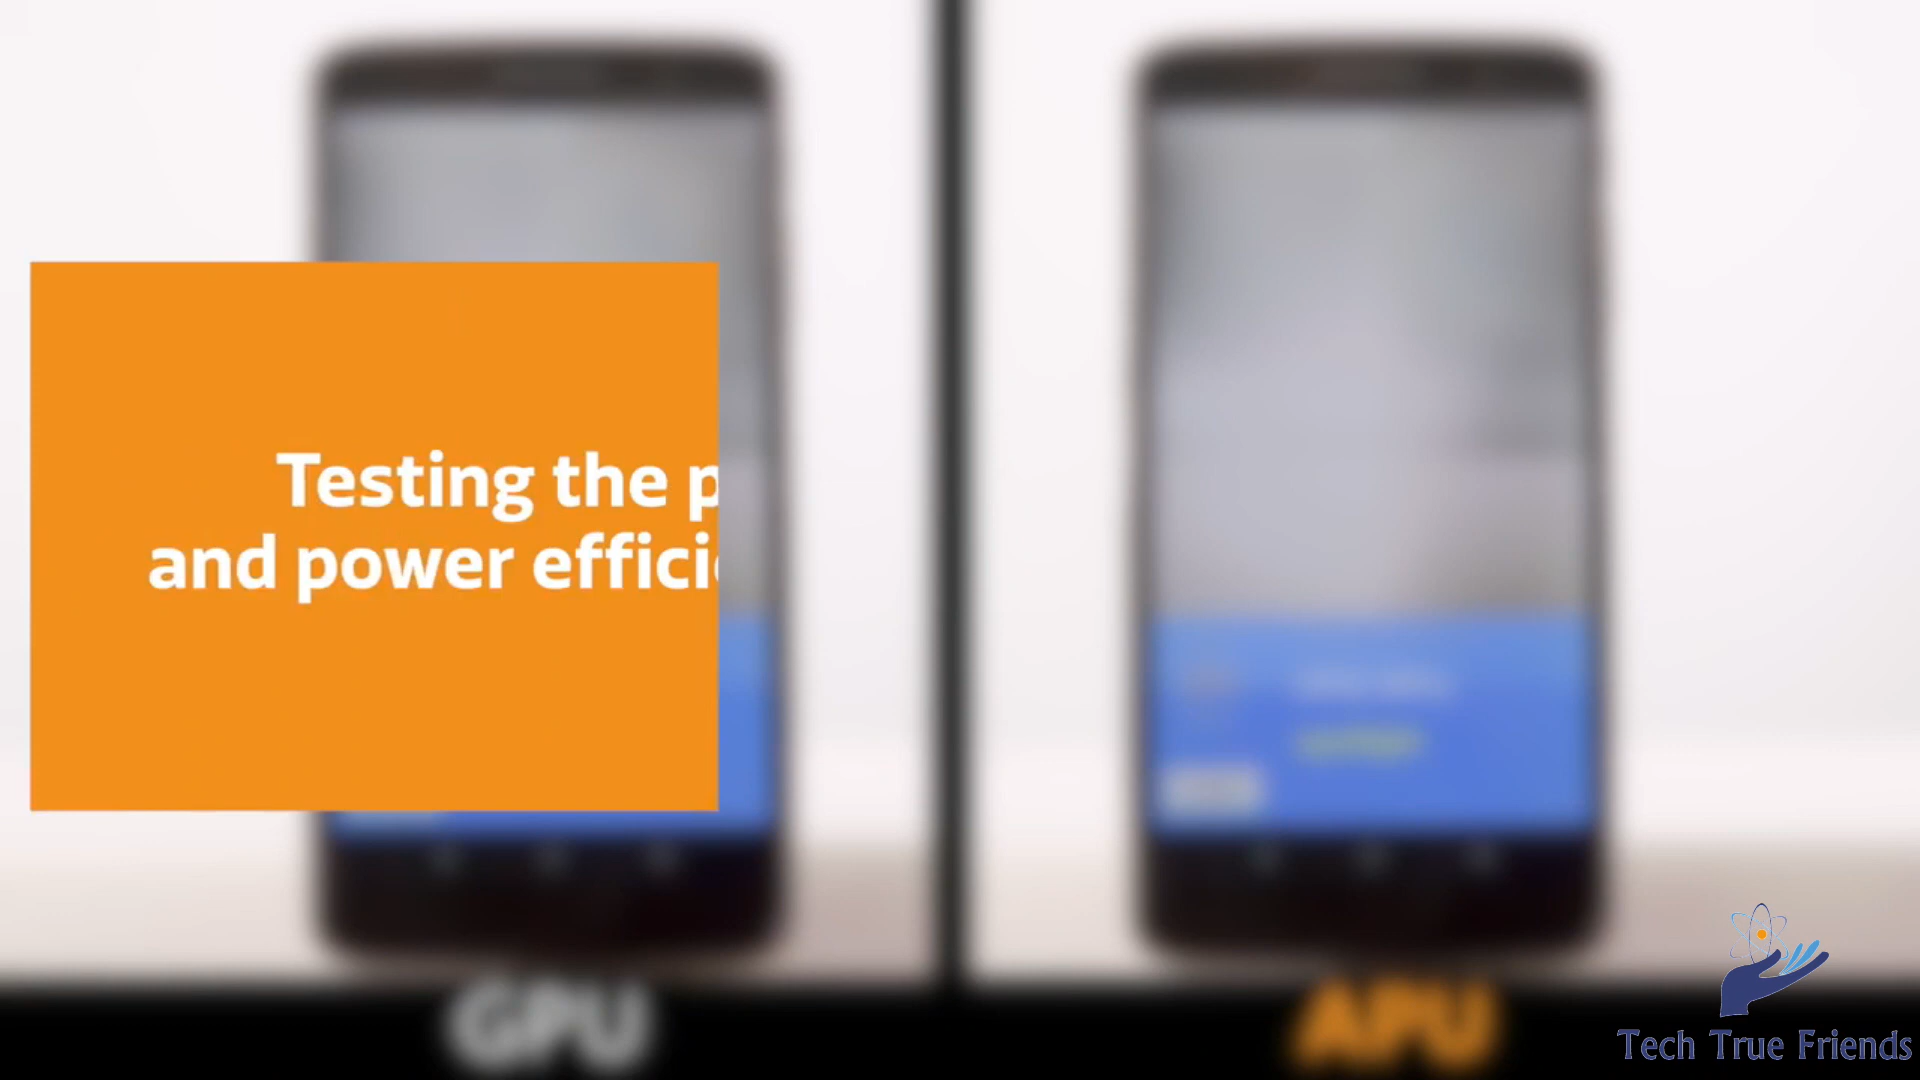 Testing the p
and power effici
GPU
APU
Tech True Friends